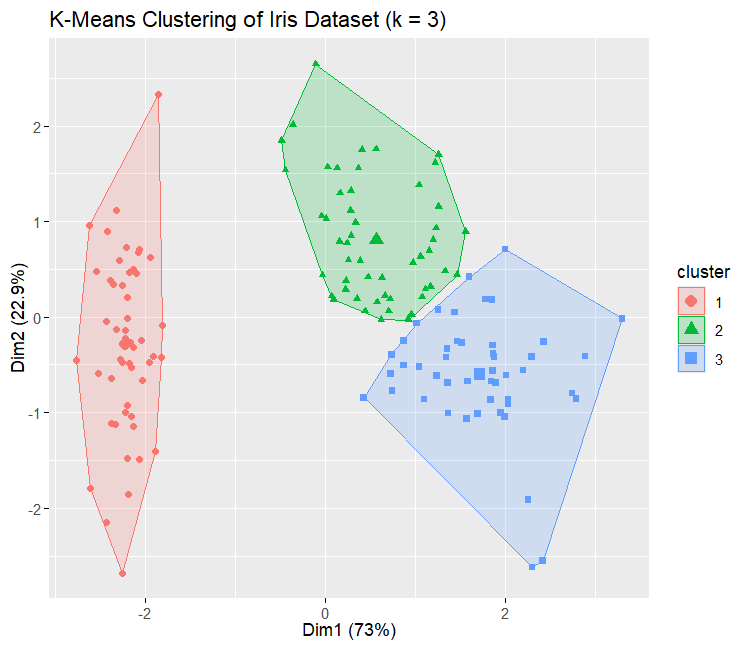 K-Means Clustering of Iris Dataset (k = 3)
Dim2 (22.9%)
2
1
0
-1
-2
-2
0
2
Dim1 (73%)
cluster
1
2
3